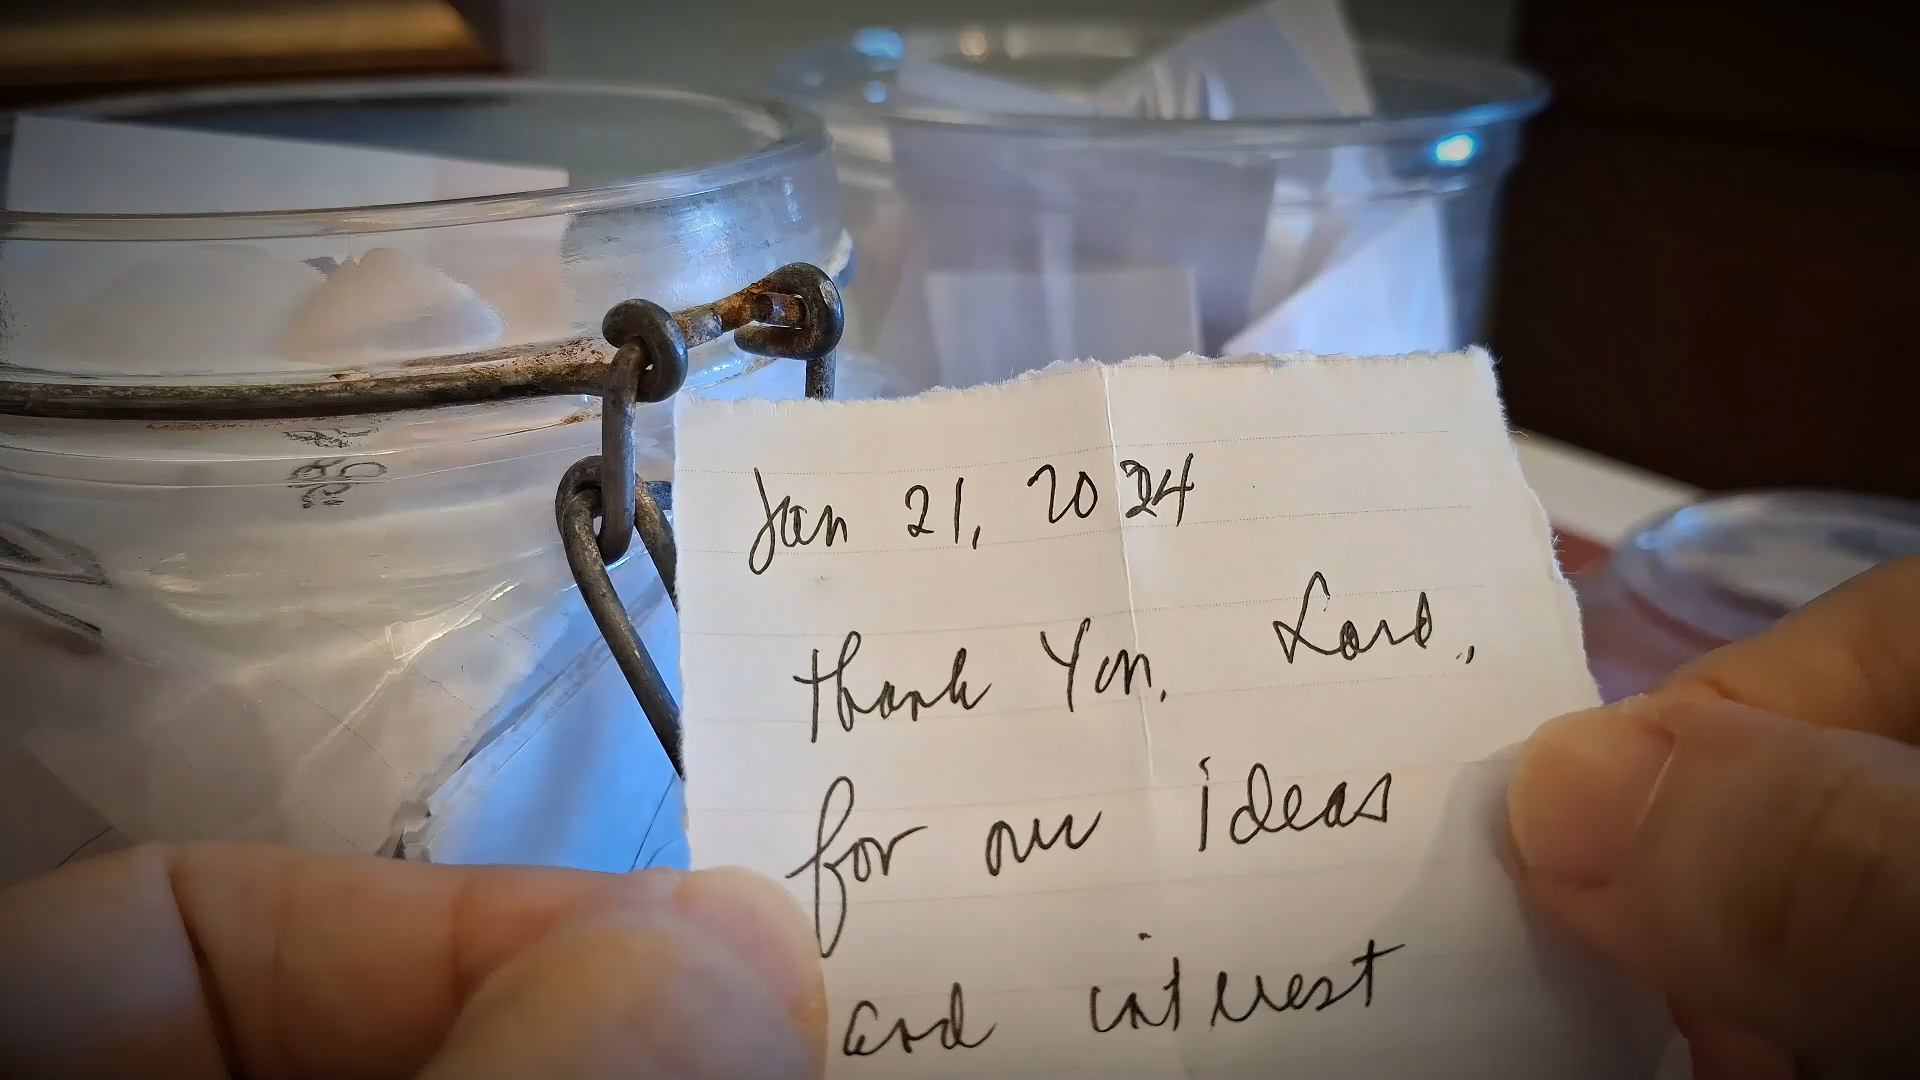 Jan 21, 2024
Thank You, Lord,
for our ideas
and interest